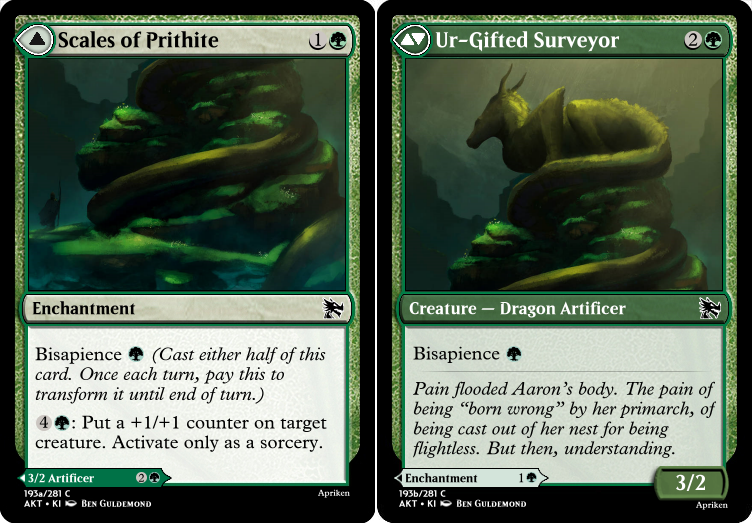 Scales of Prithite 1
Enchantment
Bisapience (Cast either half of this
card. Once each turn, pay this to
transform it until end of turn.)
4 : Put a +1/+1 counter on target
creature. Activate only as a sorcery.
3/2 Artificer 2
193a/281 C
AKT • KI Ben Guldemond
Apriken
Ur-Gifted Surveyor 2
Creature — Dragon Artificer
Bisapience
Pain flooded Aaron's body. The pain of
being “born wrong” by her primarch, of
being cast out of her nest for being
flightless. But then, understanding.
Enchantment 1
3/2
193b/281 C
AKT • KI Ben Guldemond
Apriken